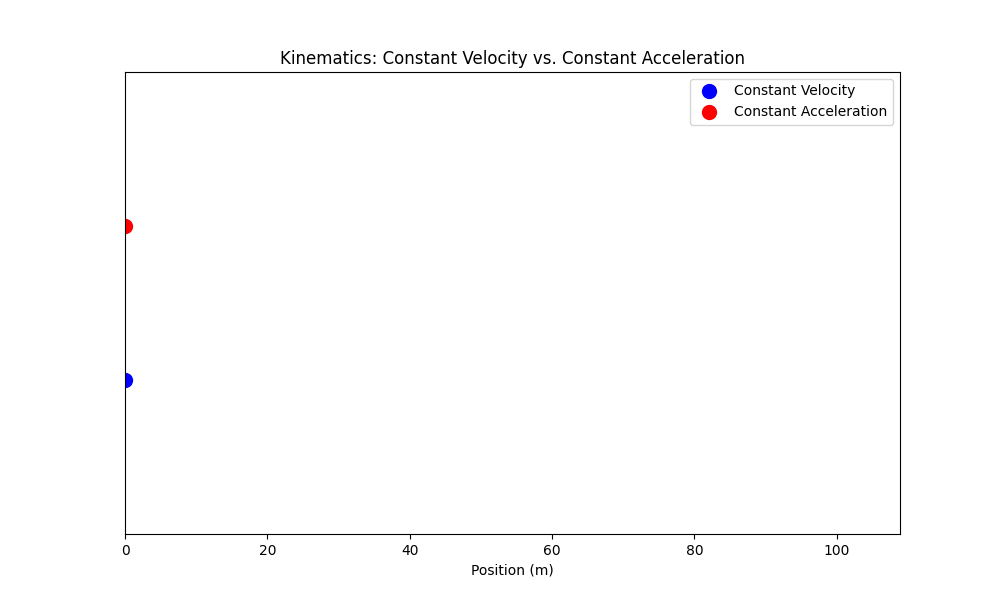 Kinematics: Constant Velocity vs. Constant Acceleration
Constant Velocity
Constant Acceleration
0 20 40 60 80 100
Position (m)